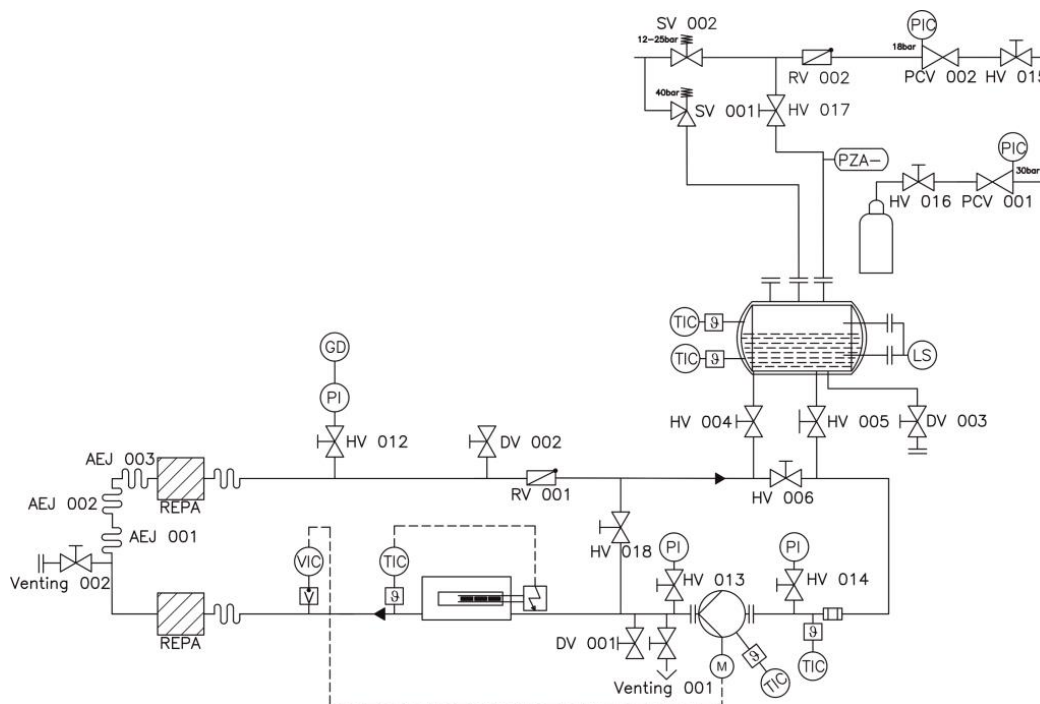 SV 002
PIC
12-25bar
18bar
RV 002
PCV 002
HV 015
40bar
SV 001
HV 017
PZA-
PIC
30bar
HV 016
PCV 001
TIC
ϑ
TIC
ϑ
LS
GD
PI
HV 004
HV 005
DV 003
HV 012
DV 002
AEJ 003
AEJ 002
REPA
RV 001
HV 006
AEJ 001
HV 018
PI
PI
VIC
TIC
HV 013
HV 014
Venting 002
V
ϑ
REPA
DV 001
ϑ
ϑ
M
TIC
TIC
Venting 001